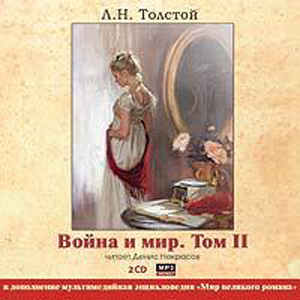 Л.Н. Толстой
Война и мир. Том II
читает Денис Некрасов
2CD MP3
в дополнение мультимедийная энциклопедия «Мир великого романа»